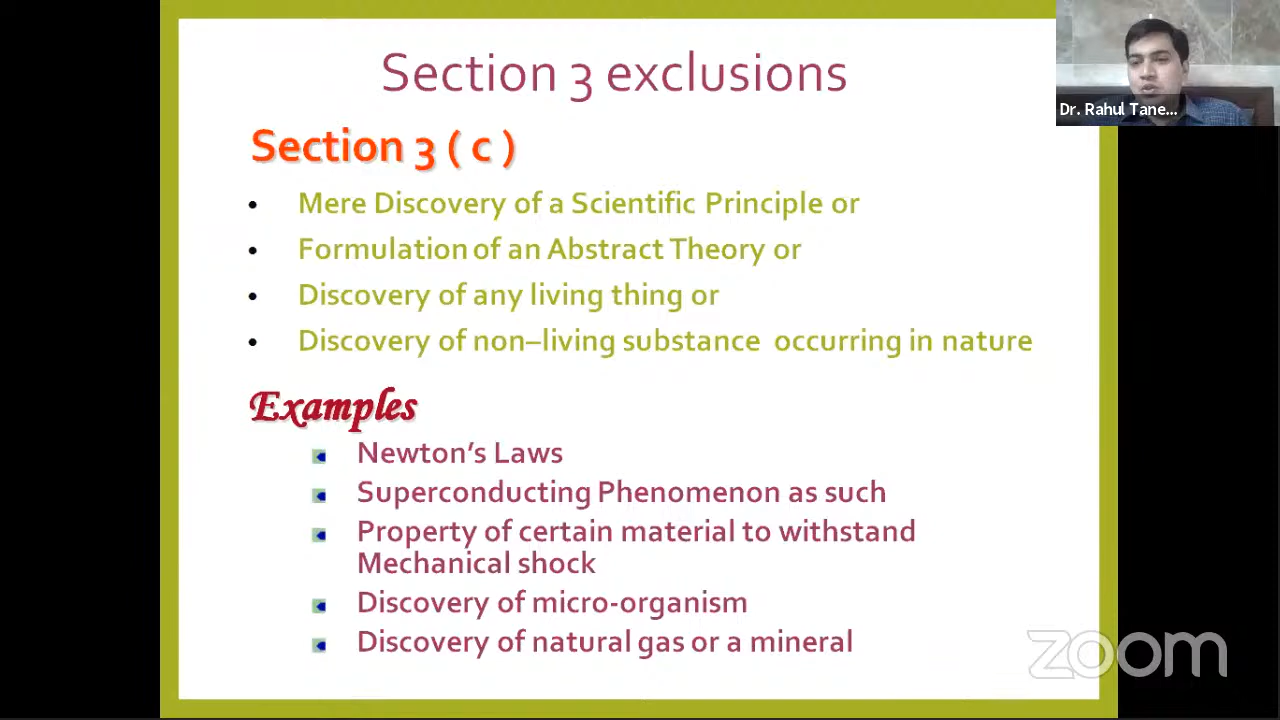 Section 3 exclusions
Dr. Rahul Tane...
Section 3 ( c )
• Mere Discovery of a Scientific Principle or
• Formulation of an Abstract Theory or
• Discovery of any living thing or
• Discovery of non–living substance occurring in nature
Examples
Newton's Laws
Superconducting Phenomenon as such
Property of certain material to withstand
Mechanical shock
Discovery of micro-organism
Discovery of natural gas or a mineral
zoom